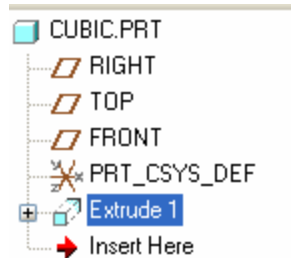 CUBIC.PRT
RIGHT
TOP
FRONT
PRT_CSYS_DEF
Extrude 1
Insert Here